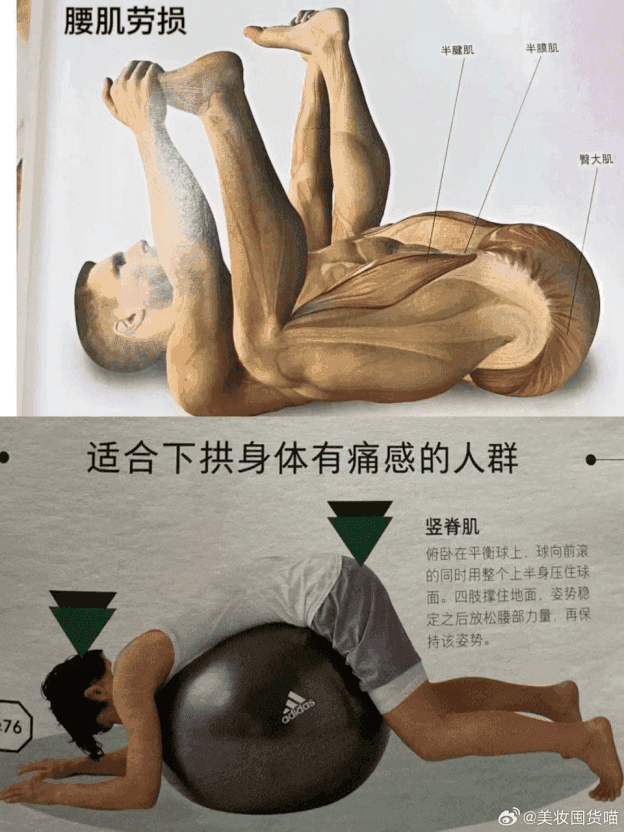 腰肌劳损
半腱肌
半膜肌
臀大肌
适合下拱身体有痛感的人群
竖脊肌
俯卧在平衡球上，球向前滚
的同时用整个上半身压住球
面。四肢撑住地面，姿势稳
定之后放松腰部力量，再保
持该姿势。
adidas
76
@美妆囤货喵